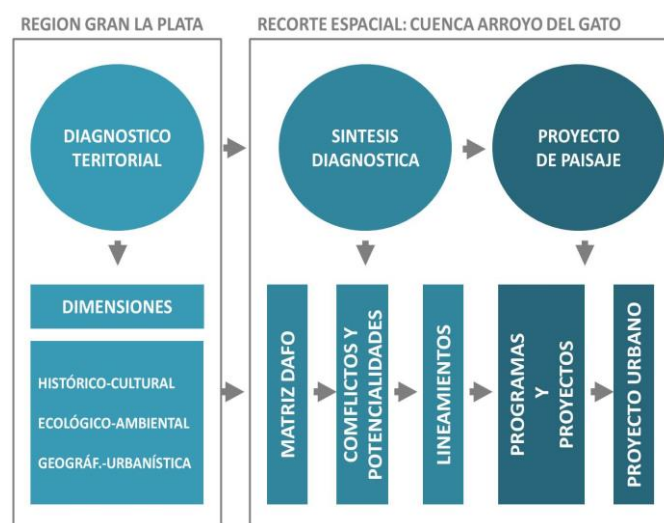 REGION GRAN LA PLATA
DIAGNOSTICO
TERITORIAL
DIMENSIONES
HISTÓRICO-CULTURAL
ECOLÓGICO-AMBIENTAL
GEOGRÁF.-URBANÍSTICA
RECORTE ESPACIAL: CUENCA ARROYO DEL GATO
SINTESIS
DIAGNOSTICA
PROYECTO
DE PAISAJE
MATRIZ DAFO
COMFLICTOS Y
POTENCIALIDADES
LINEAMIENTOS
PROGRAMAS
Y
PROYECTOS
PROYECTO URBANO